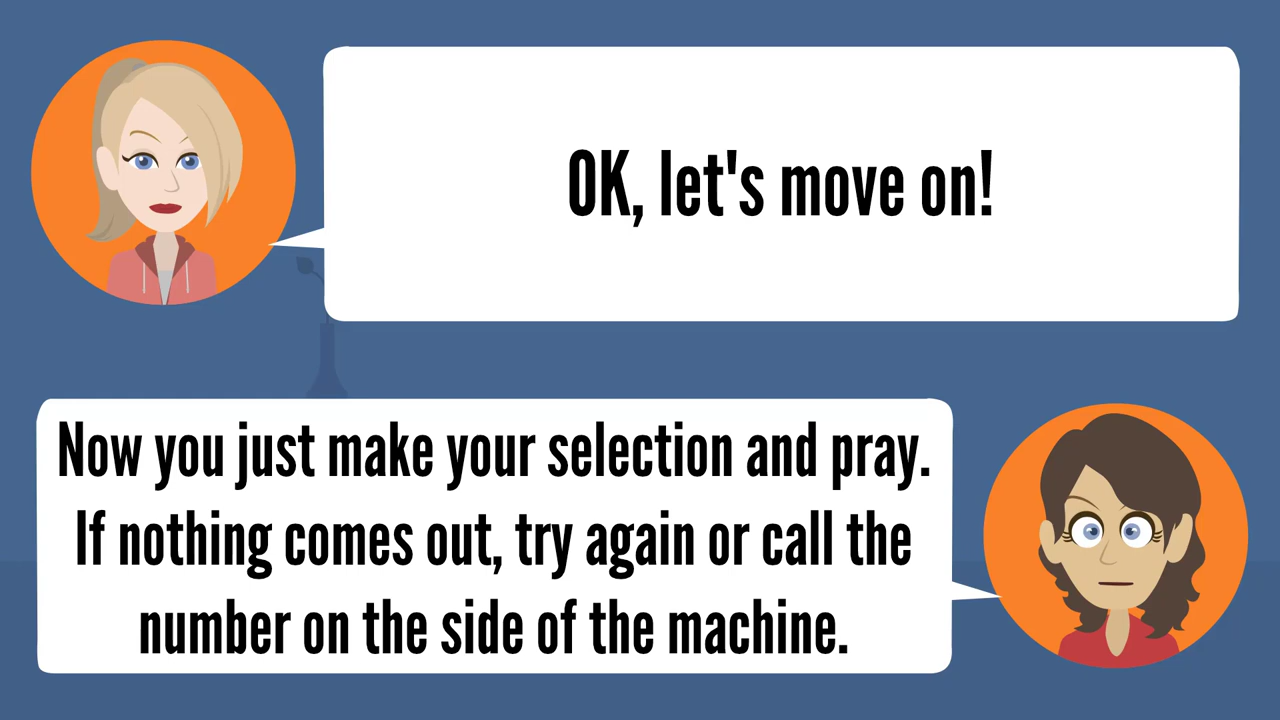 OK, let's move on!
Now you just make your selection and pray.
If nothing comes out, try again or call the
number on the side of the machine.